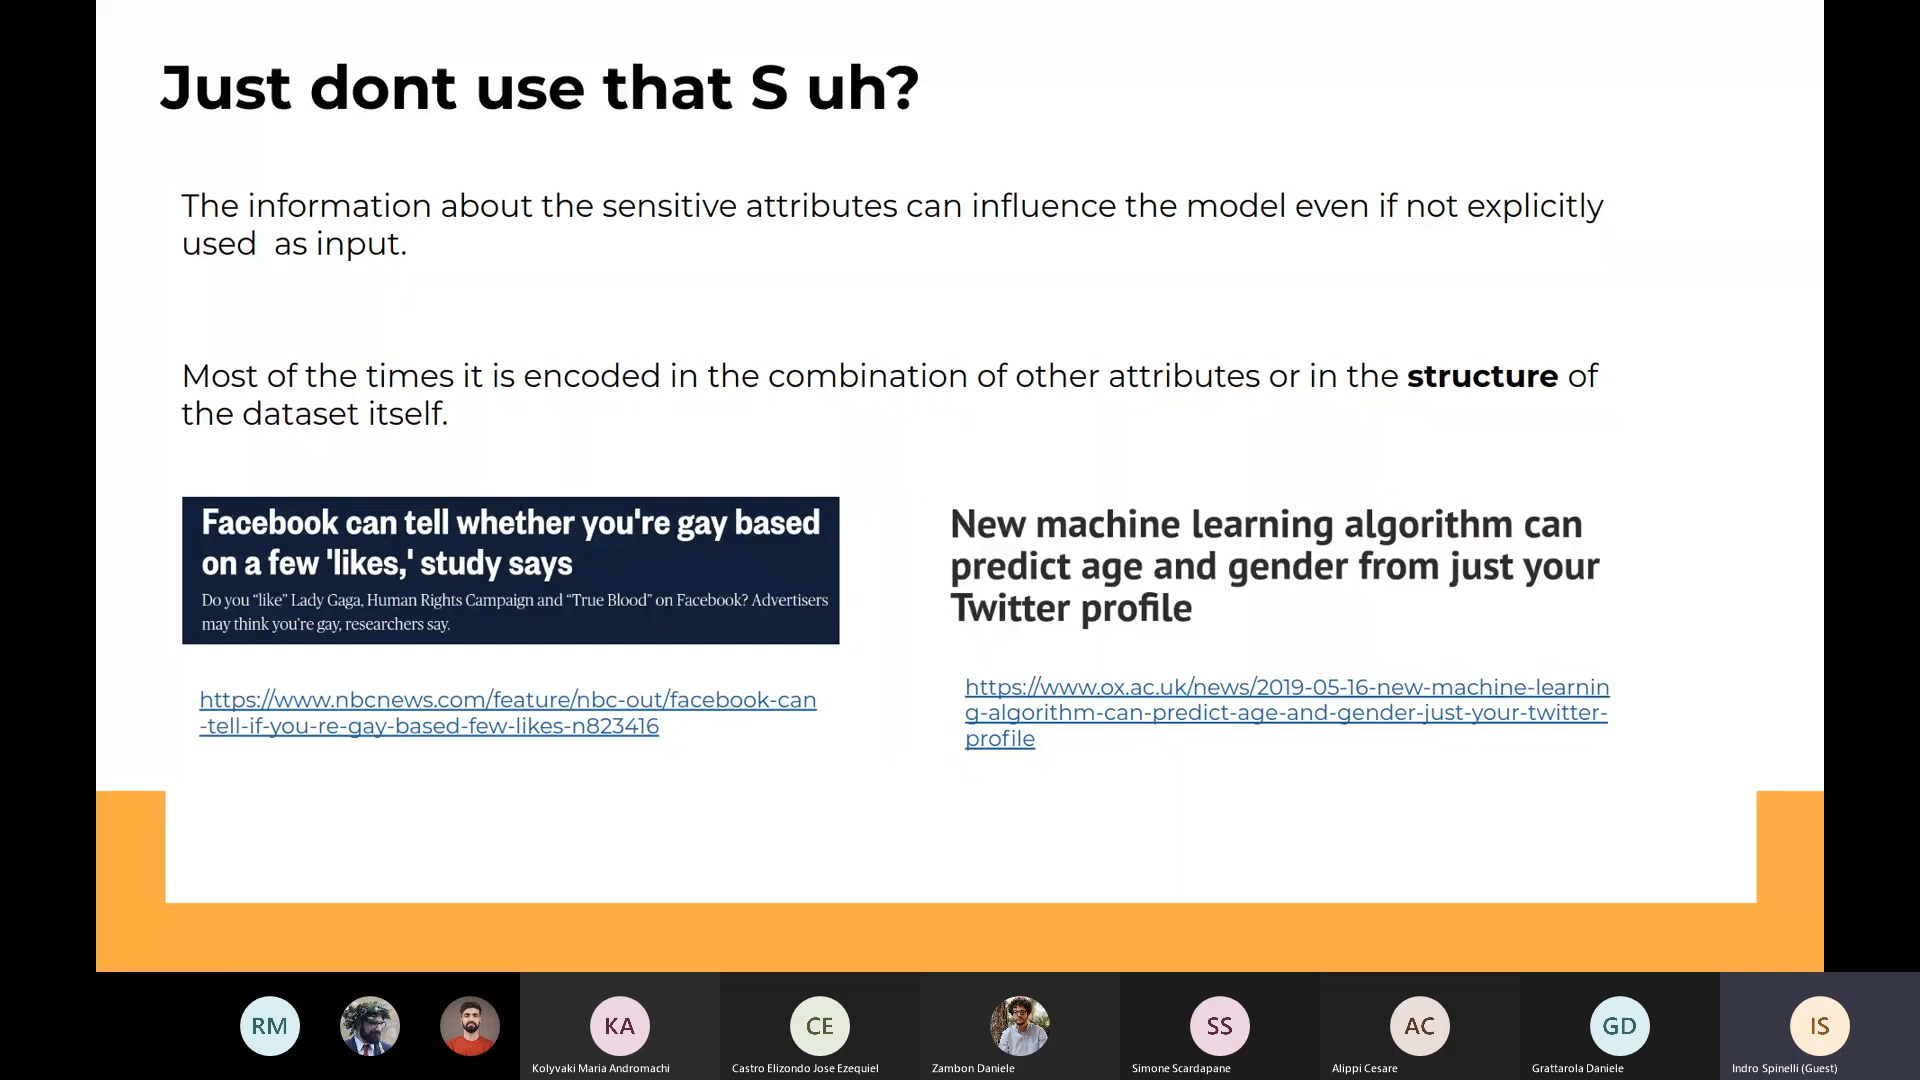 Just dont use that S uh?
The information about the sensitive attributes can influence the model even if not explicitly
used  as input.
Most of the times it is encoded in the combination of other attributes or in the structure of
the dataset itself.
Facebook can tell whether you're gay based
on a few 'likes,' study says
Do you “like” Lady Gaga, Human Rights Campaign and “True Blood” on Facebook? Advertisers
may think you're gay, researchers say.
https://www.nbcnews.com/feature/nbc-out/facebook-can
-tell-if-you-re-gay-based-few-likes-n823416
New machine learning algorithm can
predict age and gender from just your
Twitter profile
https://www.ox.ac.uk/news/2019-05-16-new-machine-learnin
g-algorithm-can-predict-age-and-gender-just-your-twitter-
profile
RM
KA
CE
SS
AC
GD
IS
Kolyvaki Maria Andromachi
Castro Elizondo Jose Ezequiel
Zambon Daniele
Simone Scardapane
Alippi Cesare
Grattarola Daniele
Indro Spinelli (Guest)